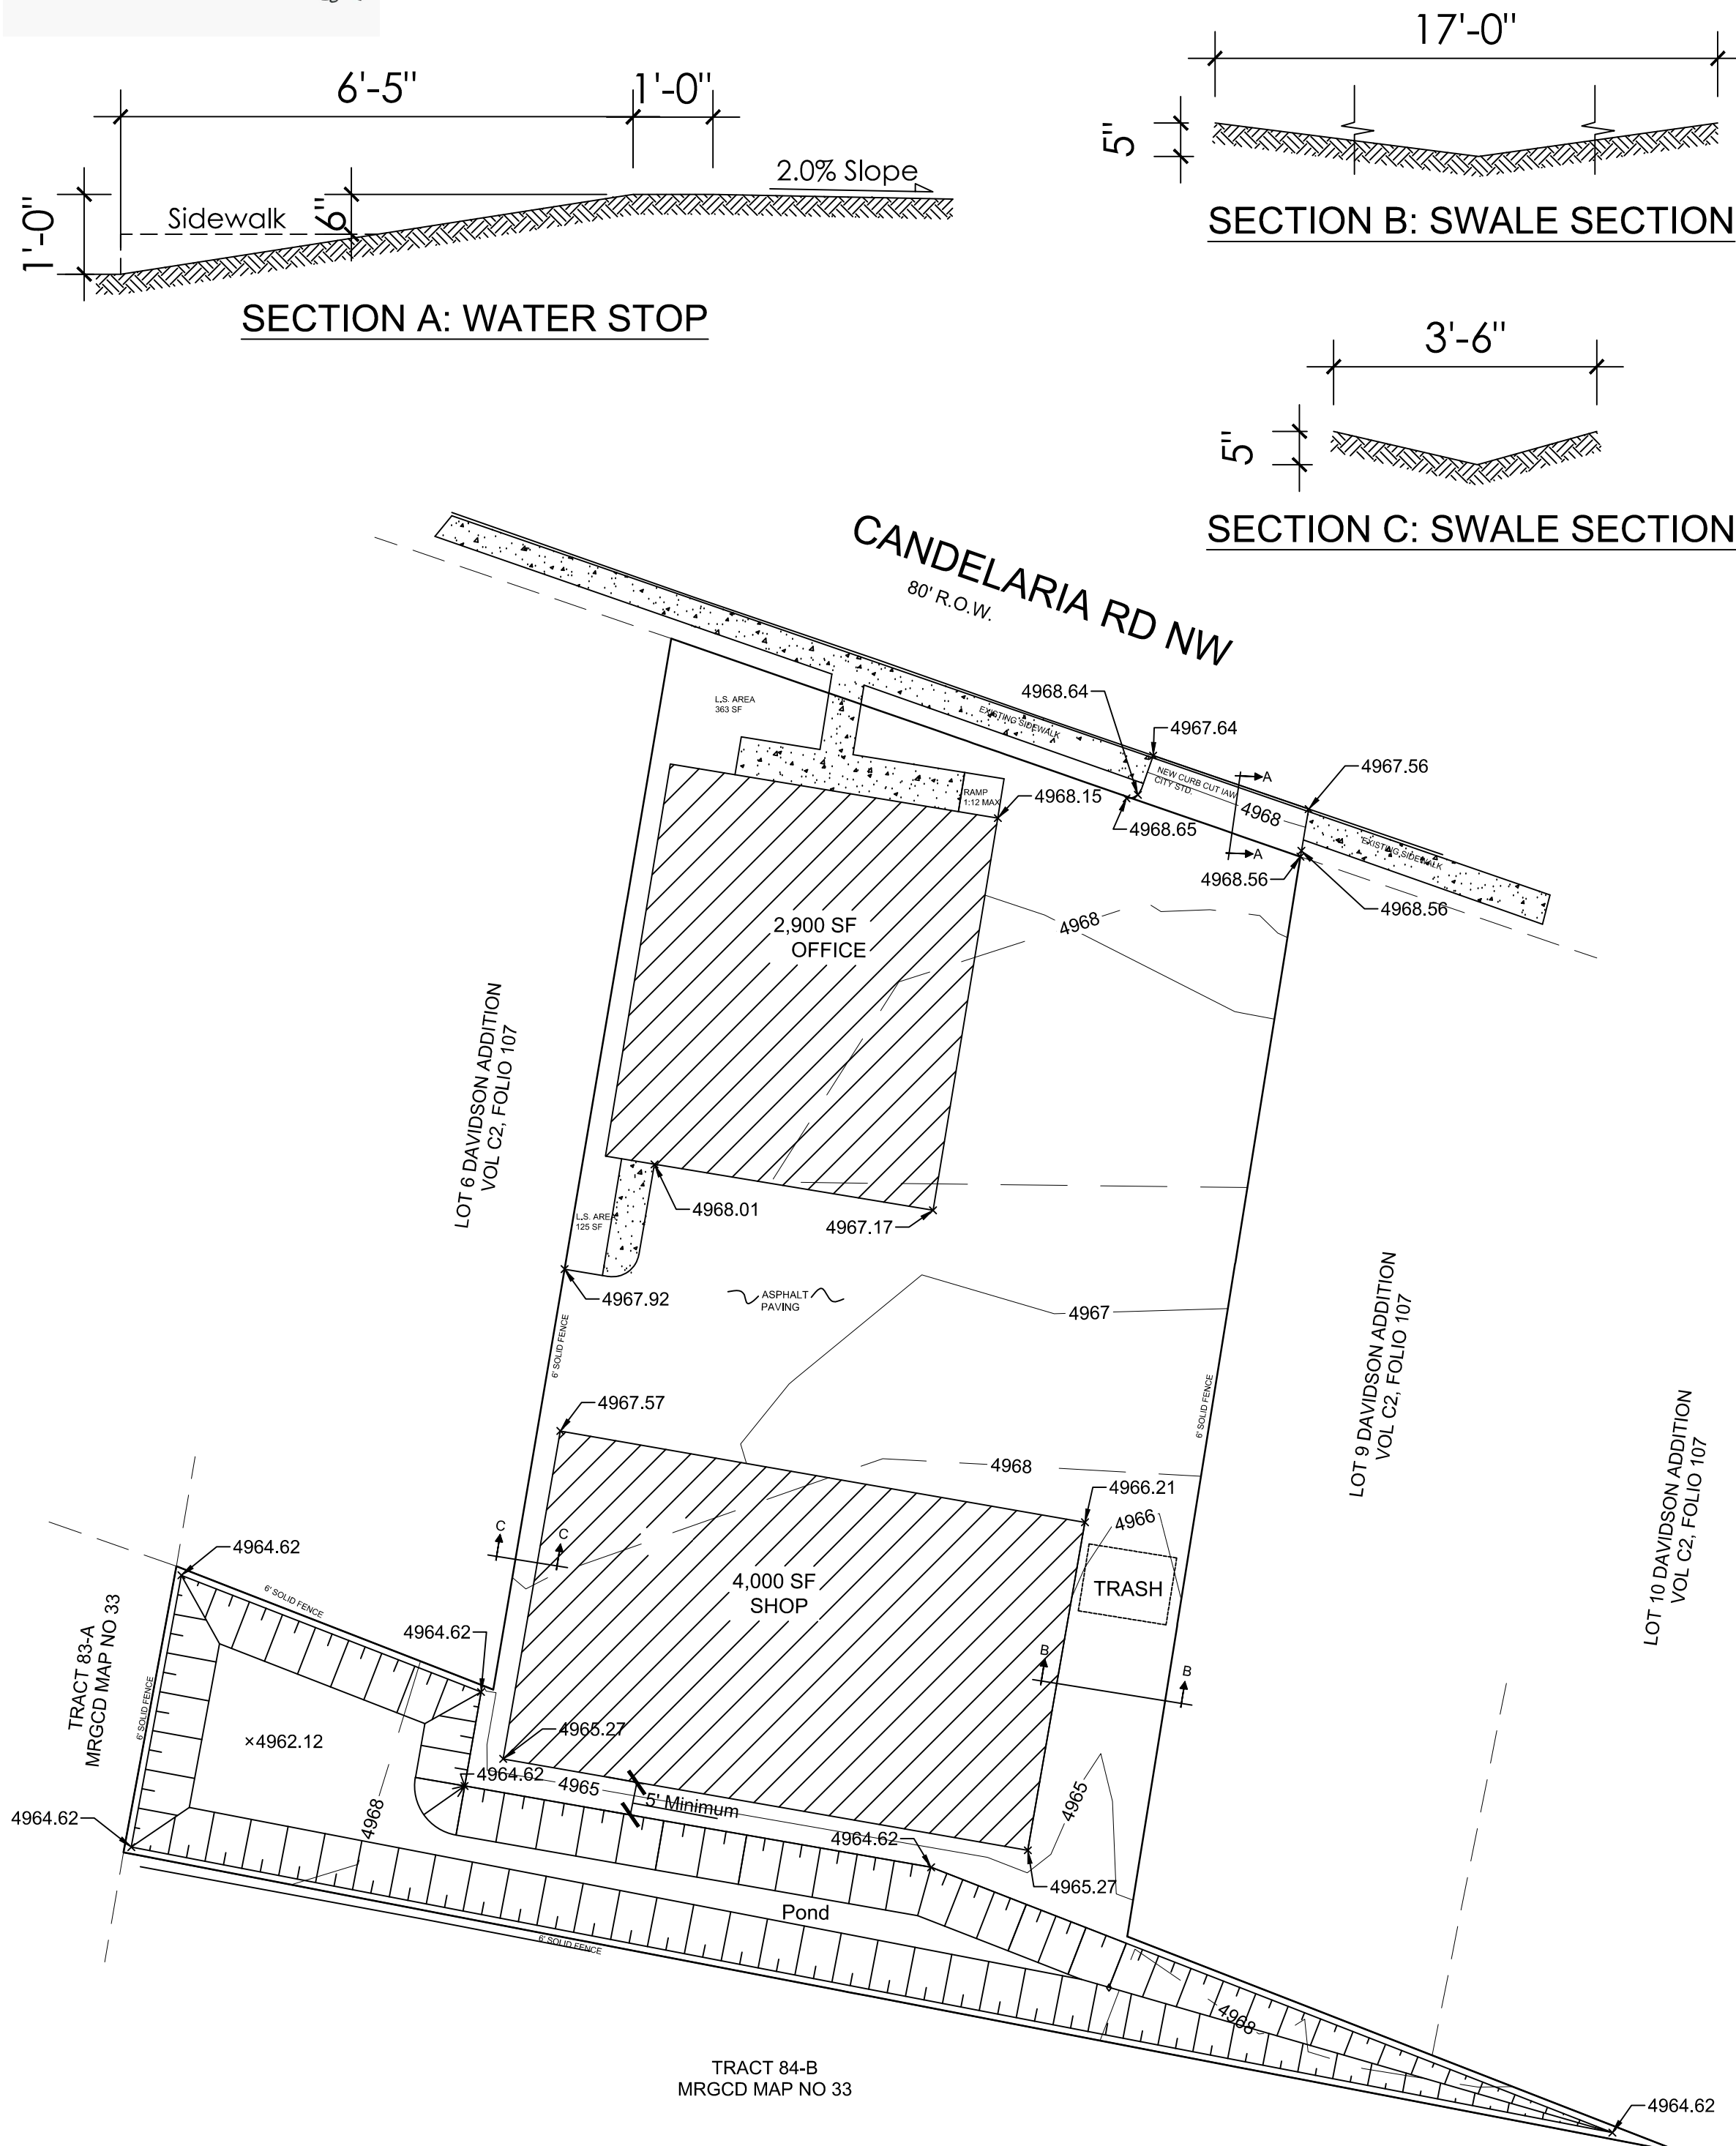 17'-0"
6'-5"
1'-0"
5"
2.0% Slope
1'-0"
Sidewalk
6"
SECTION B: SWALE SECTION
SECTION A: WATER STOP
3'-6"
5"
SECTION C: SWALE SECTION
CANDELARIA RD NW
80' R.O.W.
L.S. AREA
363 SF
4968.64
EXISTING SIDEWALK
4967.64
NEW CURB CUT IAW
CITY STD.
A
4967.56
RAMP
1:12 MAX
4968.15
4968
4968.65
A
EXISTING SIDEWALK
4968.56
4968.56
2,900 SF
OFFICE
4968
LOT 6 DAVIDSON ADDITION
VOL C2, FOLIO 107
4968.01
4967.17
L.S. AREA
125 SF
4967.92
ASPHALT
PAVING
4967
6' SOLID FENCE
LOT 9 DAVIDSON ADDITION
VOL C2, FOLIO 107
6' SOLID FENCE
LOT 10 DAVIDSON ADDITION
VOL C2, FOLIO 107
4967.57
4968
4966.21
4966
C
C
4964.62
4,000 SF
SHOP
TRASH
6' SOLID FENCE
4964.62
TRACT 83-A
MRGCD MAP NO 33
6' SOLID FENCE
B
B
×4962.12
4965.27
4964.62
4965
5' Minimum
4965
4964.62
4968
4964.62
4965.27
Pond
6' SOLID FENCE
4968
TRACT 84-B
MRGCD MAP NO 33
4964.62